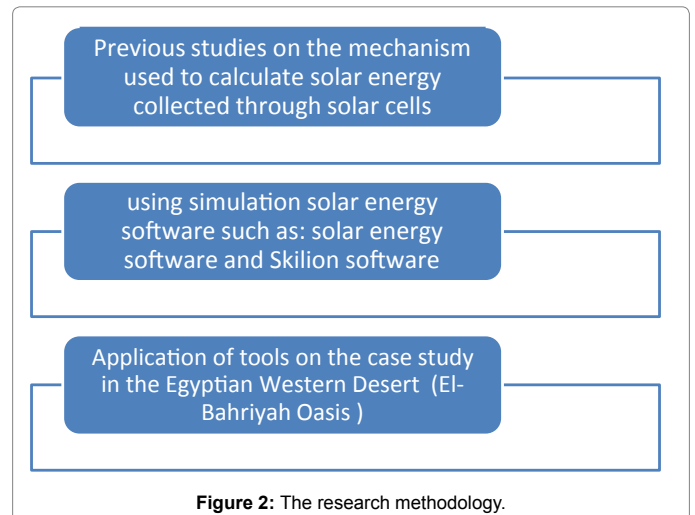 Previous studies on the mechanism
used to calculate solar energy
collected through solar cells
using simulation solar energy
software such as: solar energy
software and Skilion software
Application of tools on the case study
in the Egyptian Western Desert (El-
Bahriyah Oasis )
Figure 2: The research methodology.